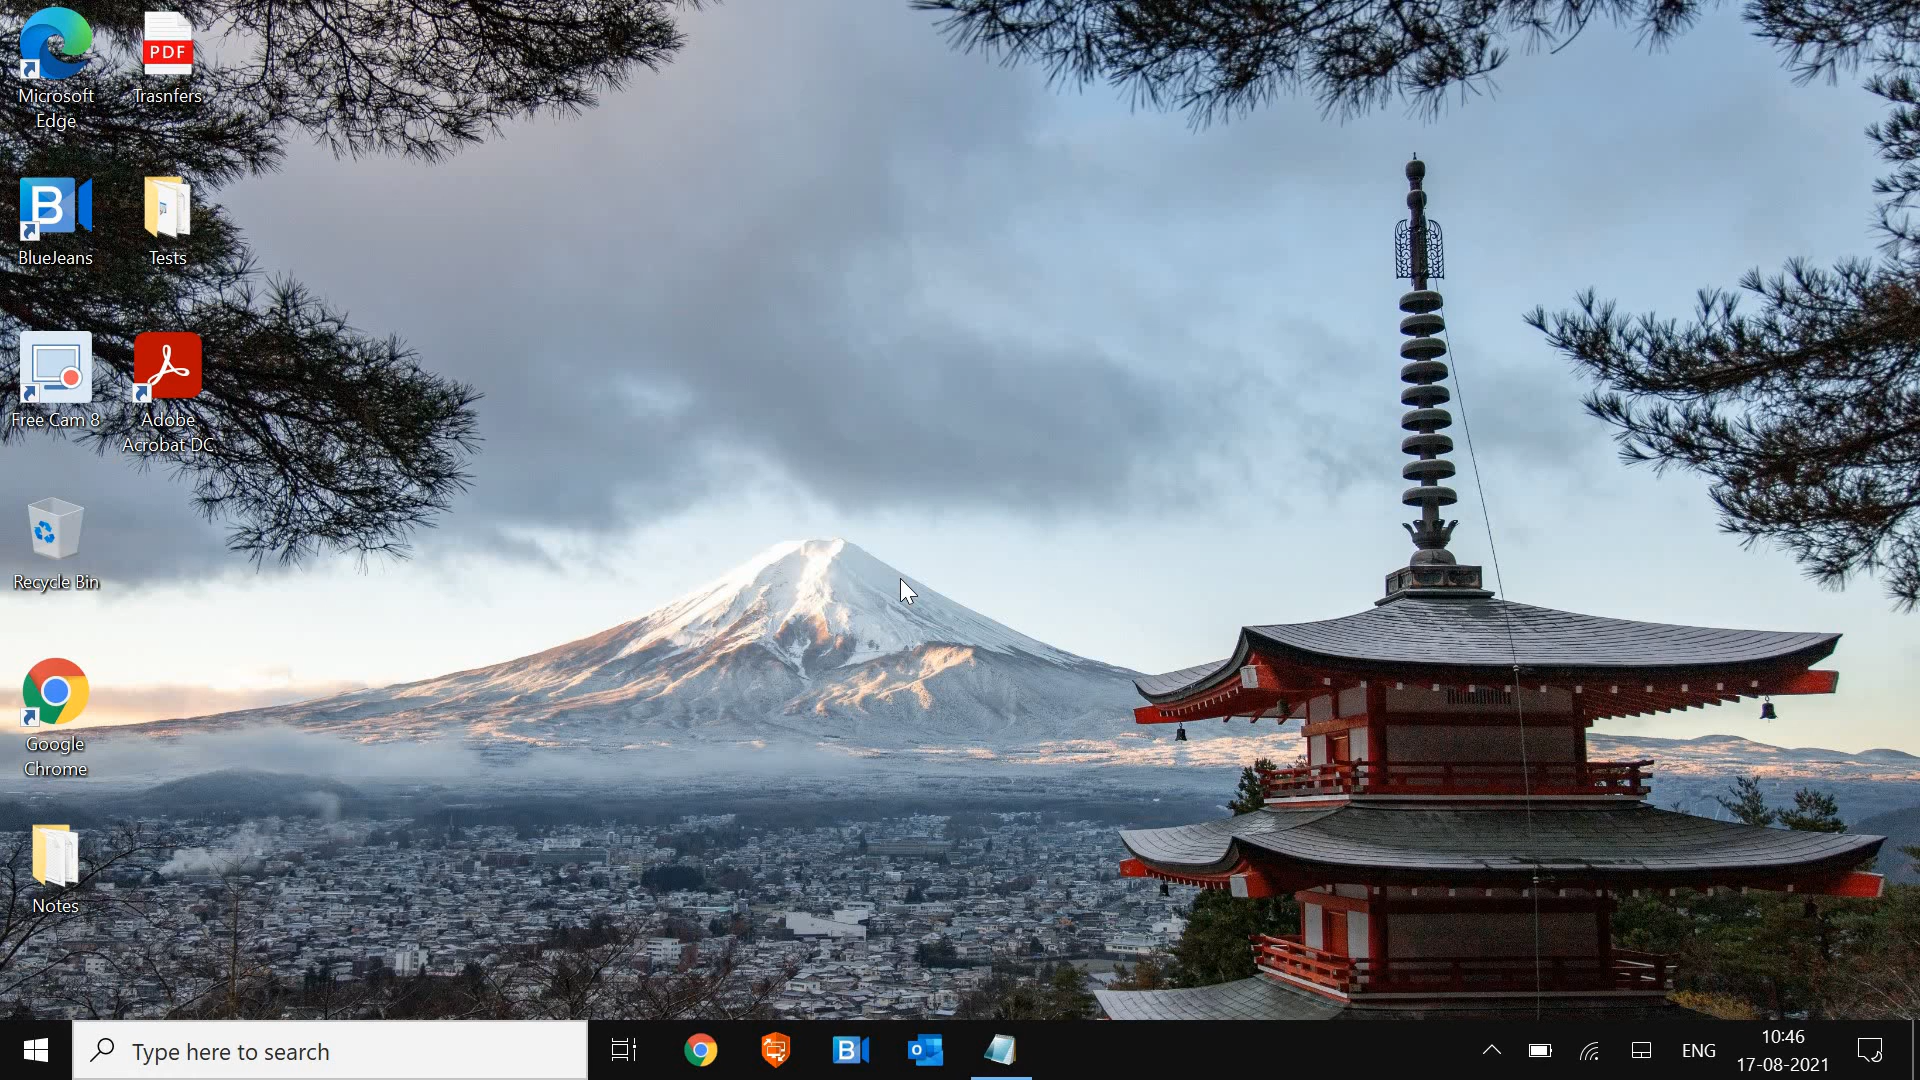 Microsoft
Edge
PDF
Trasnfers
B
BlueJeans
Tests
Free Cam 8
Adobe
Acrobat DC
Recycle Bin
Google
Chrome
Notes
Type here to search
B
o
ENG
10:46
17-08-2021